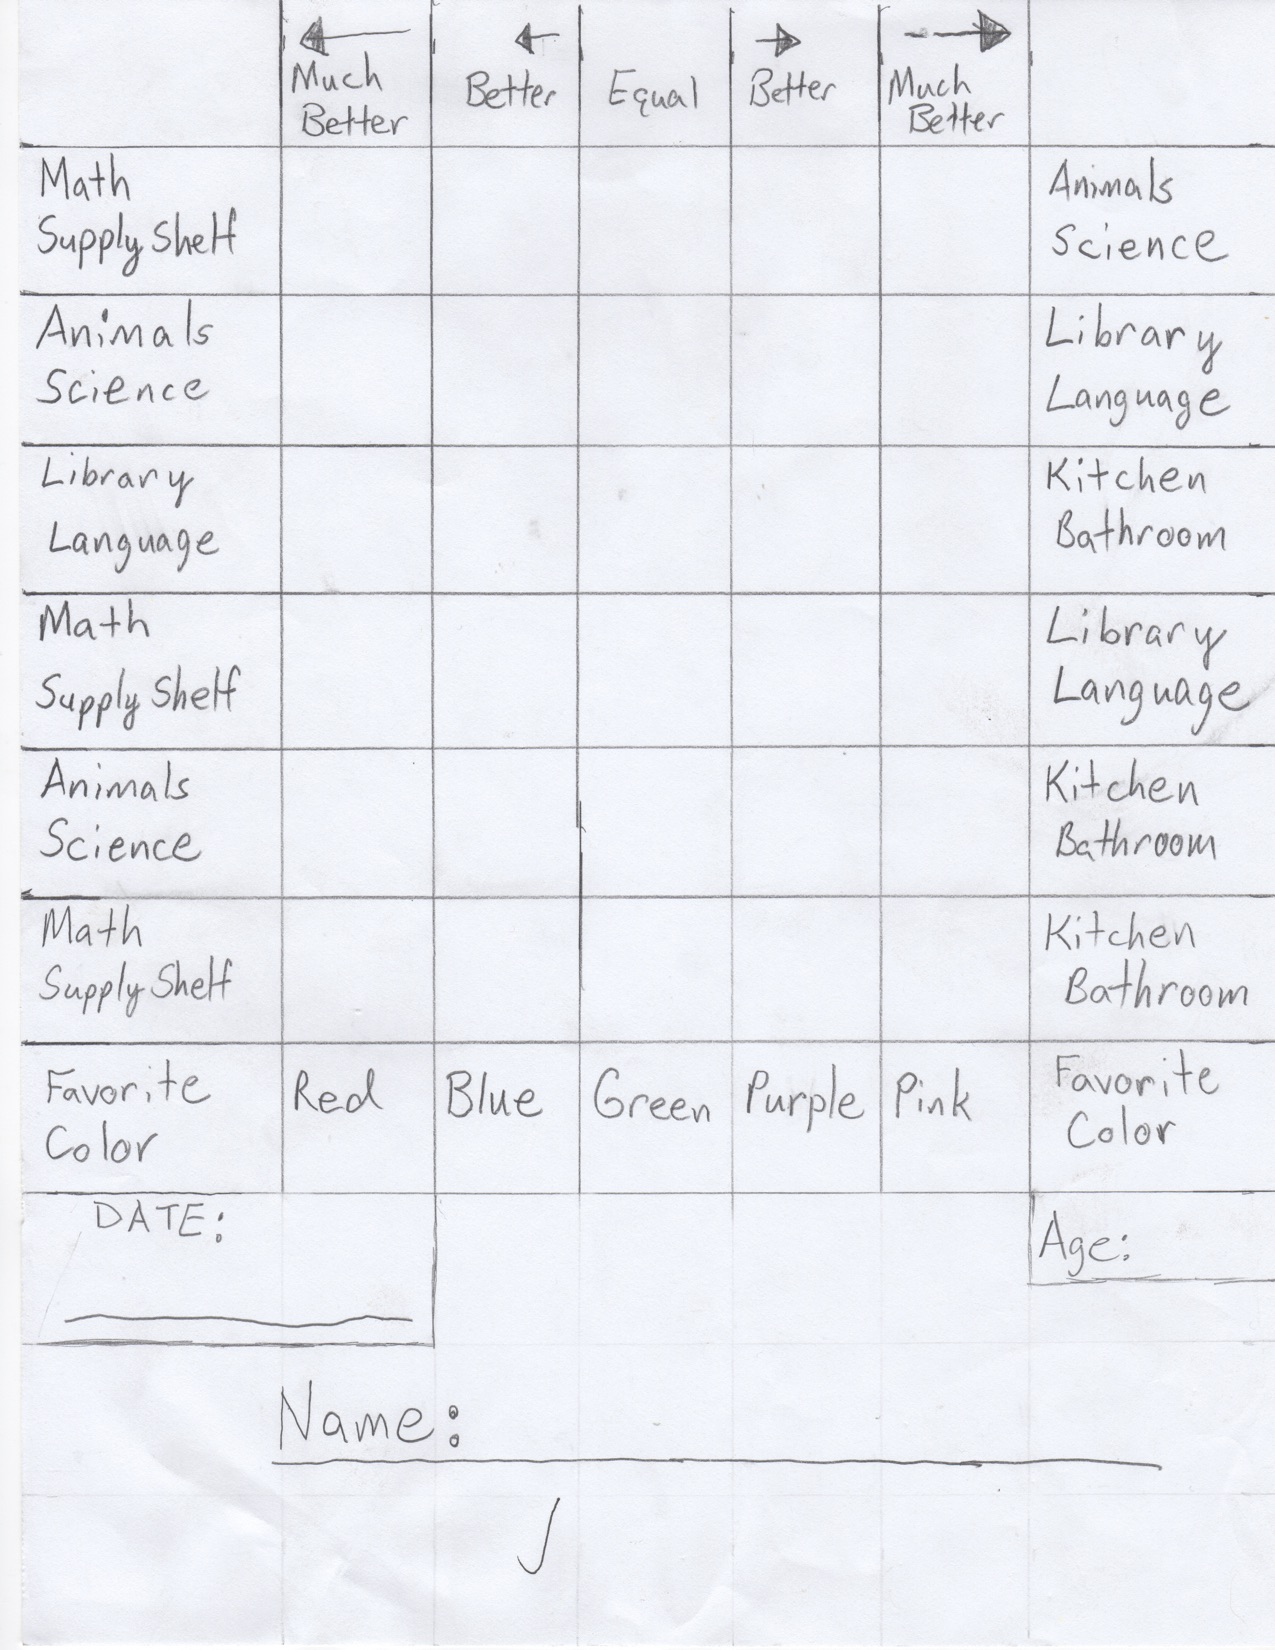 Much Better
Better
Equal
Better
Much Better
Math
Supply Shelf
Animals
Science
Animals
Science
Library
Language
Library
Language
Kitchen
Bathroom
Math
Supply Shelf
Library
Language
Animals
Science
Kitchen
Bathroom
Math
Supply Shelf
Kitchen
Bathroom
Favorite
Color
Red
Blue
Green
Purple
Pink
Favorite
Color
DATE:
Age:
Name: